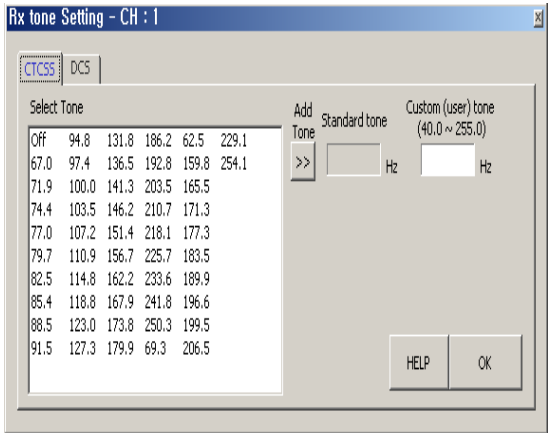 Rx tone Setting - CH : 1
CTCSS DCS
Select Tone
Add Tone
Standard tone
Custom (user) tone
(40.0 ~ 255.0)
>> Hz Hz
Off 94.8 131.8 186.2 62.5 229.1
67.0 97.4 136.5 192.8 159.8 254.1
71.9 100.0 141.3 203.5 165.5
74.4 103.5 146.2 210.7 171.3
77.0 107.2 151.4 218.1 177.3
79.7 110.9 156.7 225.7 183.5
82.5 114.8 162.2 233.6 189.9
85.4 118.8 167.9 241.8 196.6
88.5 123.0 173.8 250.3 199.5
91.5 127.3 179.9 69.3 206.5
HELP OK